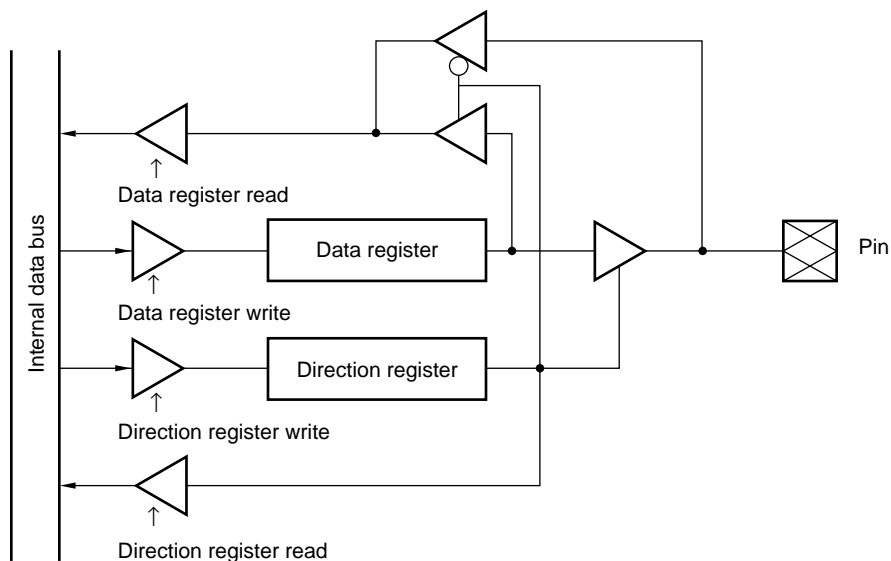 Internal data bus
↑
Data register read
Data register
Pin
↑
Data register write
Direction register
↑
Direction register write
↑
Direction register read